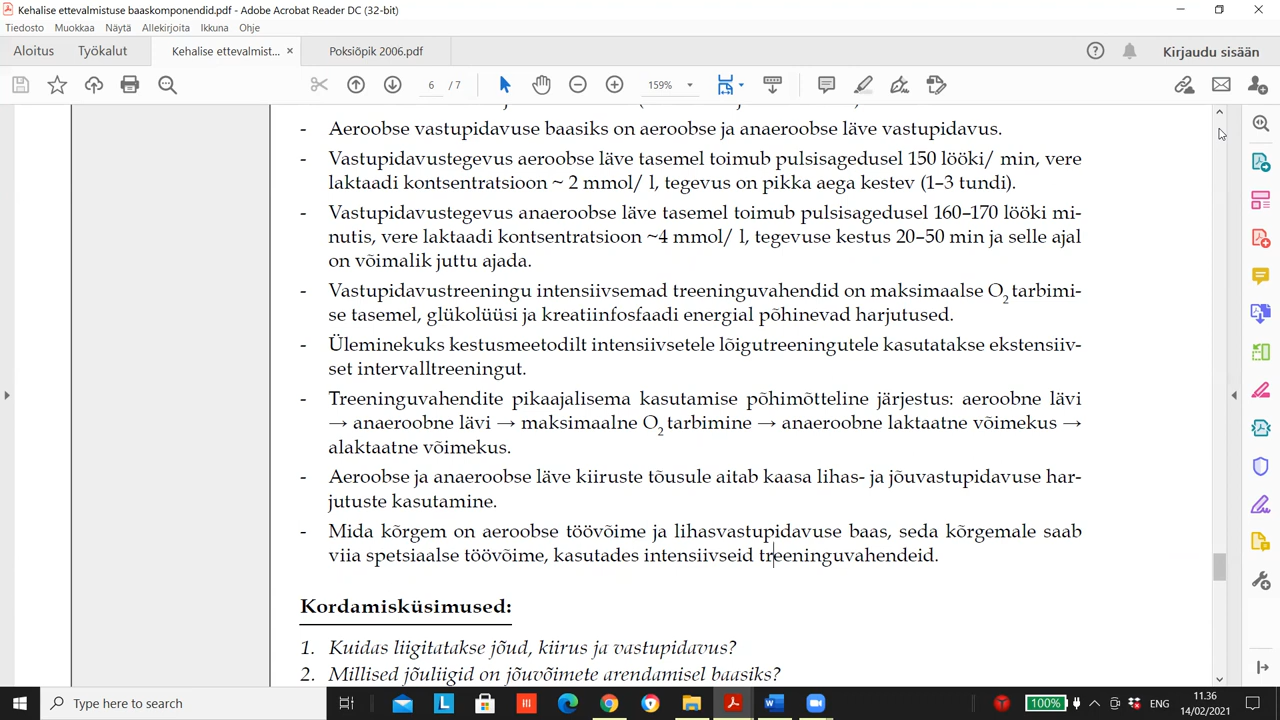 Kehalise ettevalmistuse baaskomponendid.pdf - Adobe Acrobat Reader DC (32-bit)
Tiedosto Muokkaa Näytä Allekirjoita Ikkuna Ohje
Aloitus Työkalut Kehalise ettevalmist... × Poksiõpik 2006.pdf Kirjaudu sisään
6 / 7 159%
- Aeroobse vastupidavuse baasiks on aeroobse ja anaeroobse läve vastupidavus.
- Vastupidavustegevus aeroobse läve tasemel toimub pulsisagedusel 150 lööki/ min, vere
laktaadi kontsentratsioon ~ 2 mmol/ l, tegevus on pikka aega kestev (1–3 tundi).
- Vastupidavustegevus anaeroobse läve tasemel toimub pulsisagedusel 160–170 lööki mi-
nutis, vere laktaadi kontsentratsioon ~4 mmol/ l, tegevuse kestus 20–50 min ja selle ajal
on võimalik juttu ajada.
- Vastupidavustreeningu intensiivsemad treeninguvahendid on maksimaalse O2 tarbimi-
se tasemel, glükolüüsi ja kreatiinfosfaadi energial põhinevad harjutused.
- Üleminekuks kestusmeetodilt intensiivsetele lõigutreeningutele kasutatakse ekstensiiv-
set intervalltreeningut.
- Treeninguvahendite pikaajalisema kasutamise põhimõtteline järjestus: aeroobne lävi
→ anaeroobne lävi → maksimaalne O2 tarbimine → anaeroobne laktaatne võimekus →
alaktaatne võimekus.
- Aeroobse ja anaeroobse läve kiiruste tõusule aitab kaasa lihas- ja jõuvastupidavuse har-
jutuste kasutamine.
- Mida kõrgem on aeroobse töövõime ja lihasvastupidavuse baas, seda kõrgemale saab
viia spetsiaalse töövõime, kasutades intensiivseid treeninguvahendeid.
Kordamisküsimused:
1. Kuidas liigitatakse jõud, kiirus ja vastupidavus?
2. Millised jõuliigid on jõuvõimete arendamisel baasiks?
Type here to search 100% ENG 11.36
14/02/2021